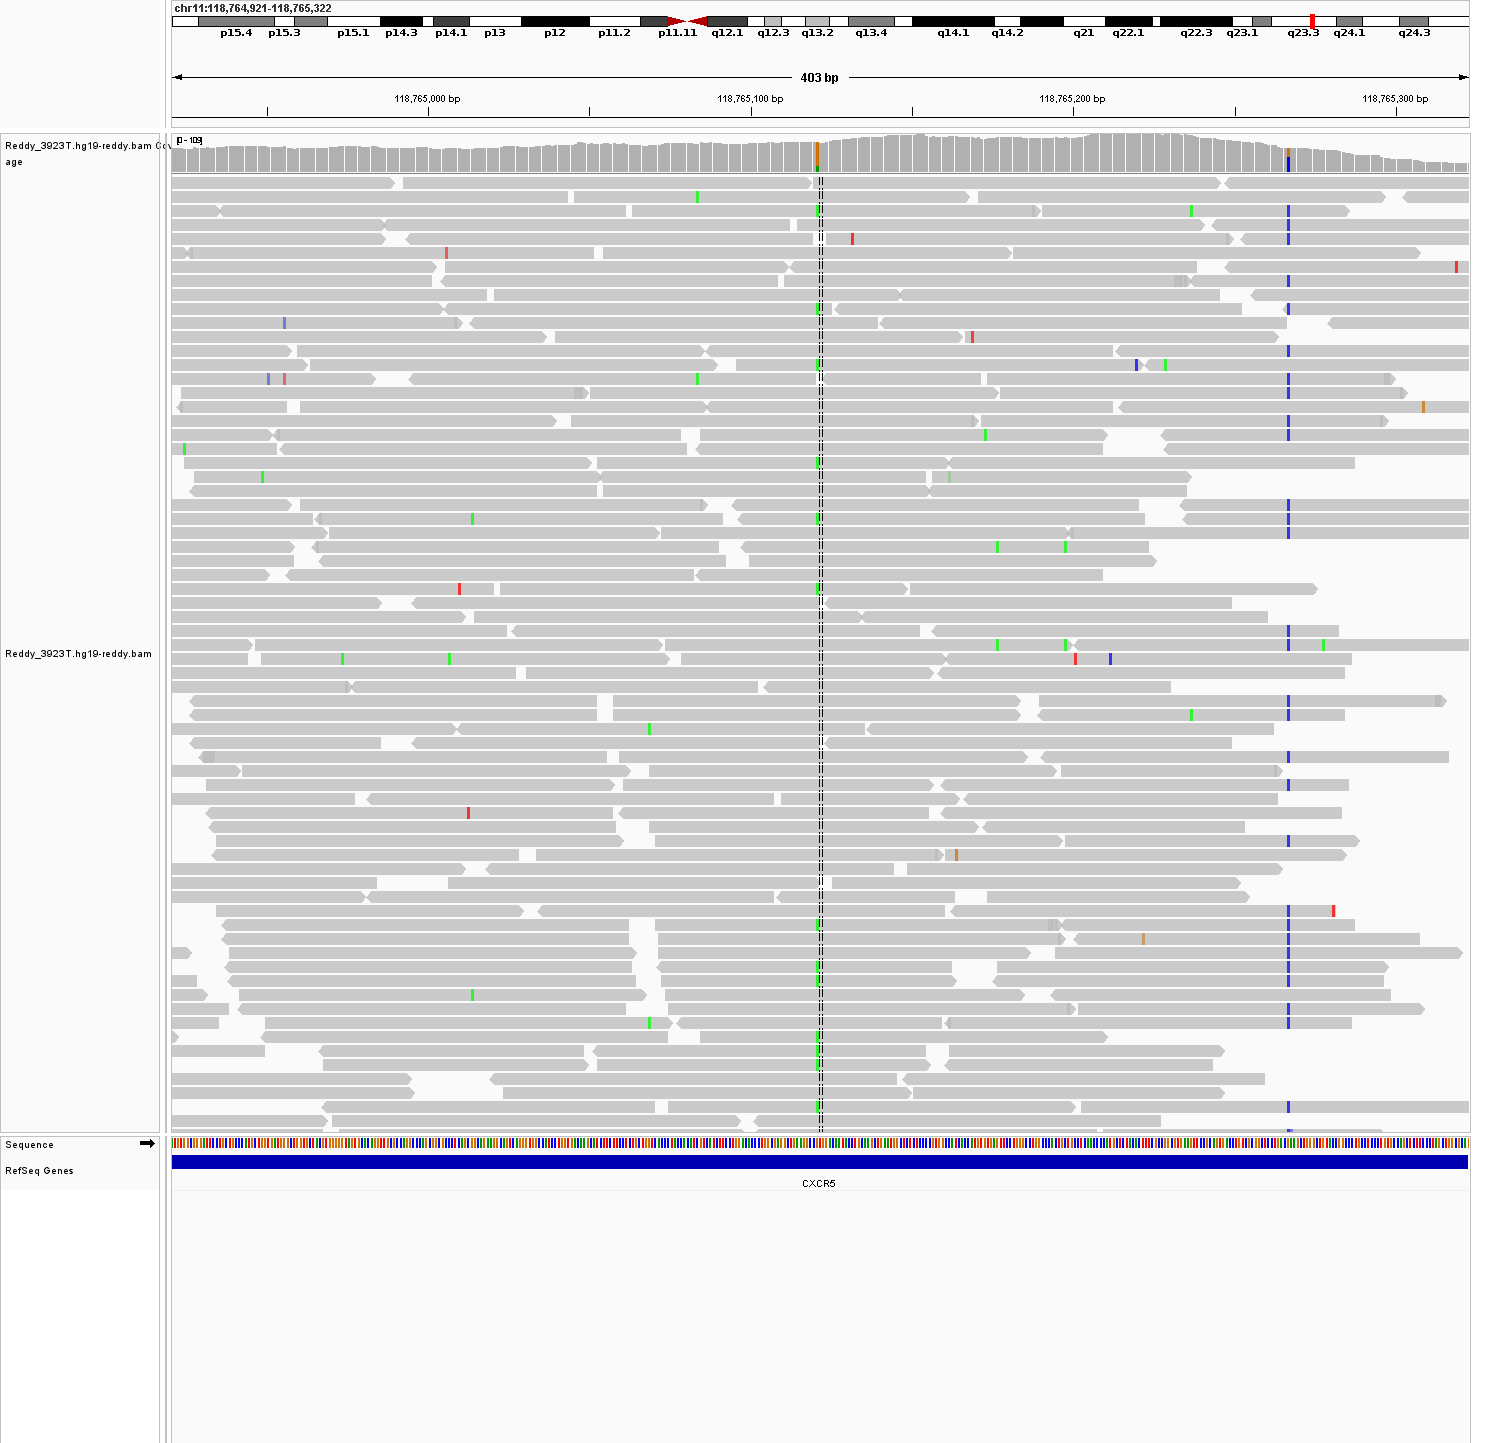 chr11:118,764,921-118,765,322
p15.4 p15.3 p15.1 p14.3 p14.1 p13 p12 p11.2 p11.11 q12.1 q12.3 q13.2 q13.4 q14.1 q14.2 q21 q22.1 q22.3 q23.1 q23.3 q24.1 q24.3
403 bp
118,765,000 bp 118,765,100 bp 118,765,200 bp 118,765,300 bp
[0 - 109]
Reddy_3923T.hg19-reddy.bam Cov
age
Reddy_3923T.hg19-reddy.bam
Sequence
RefSeq Genes
CXCR5